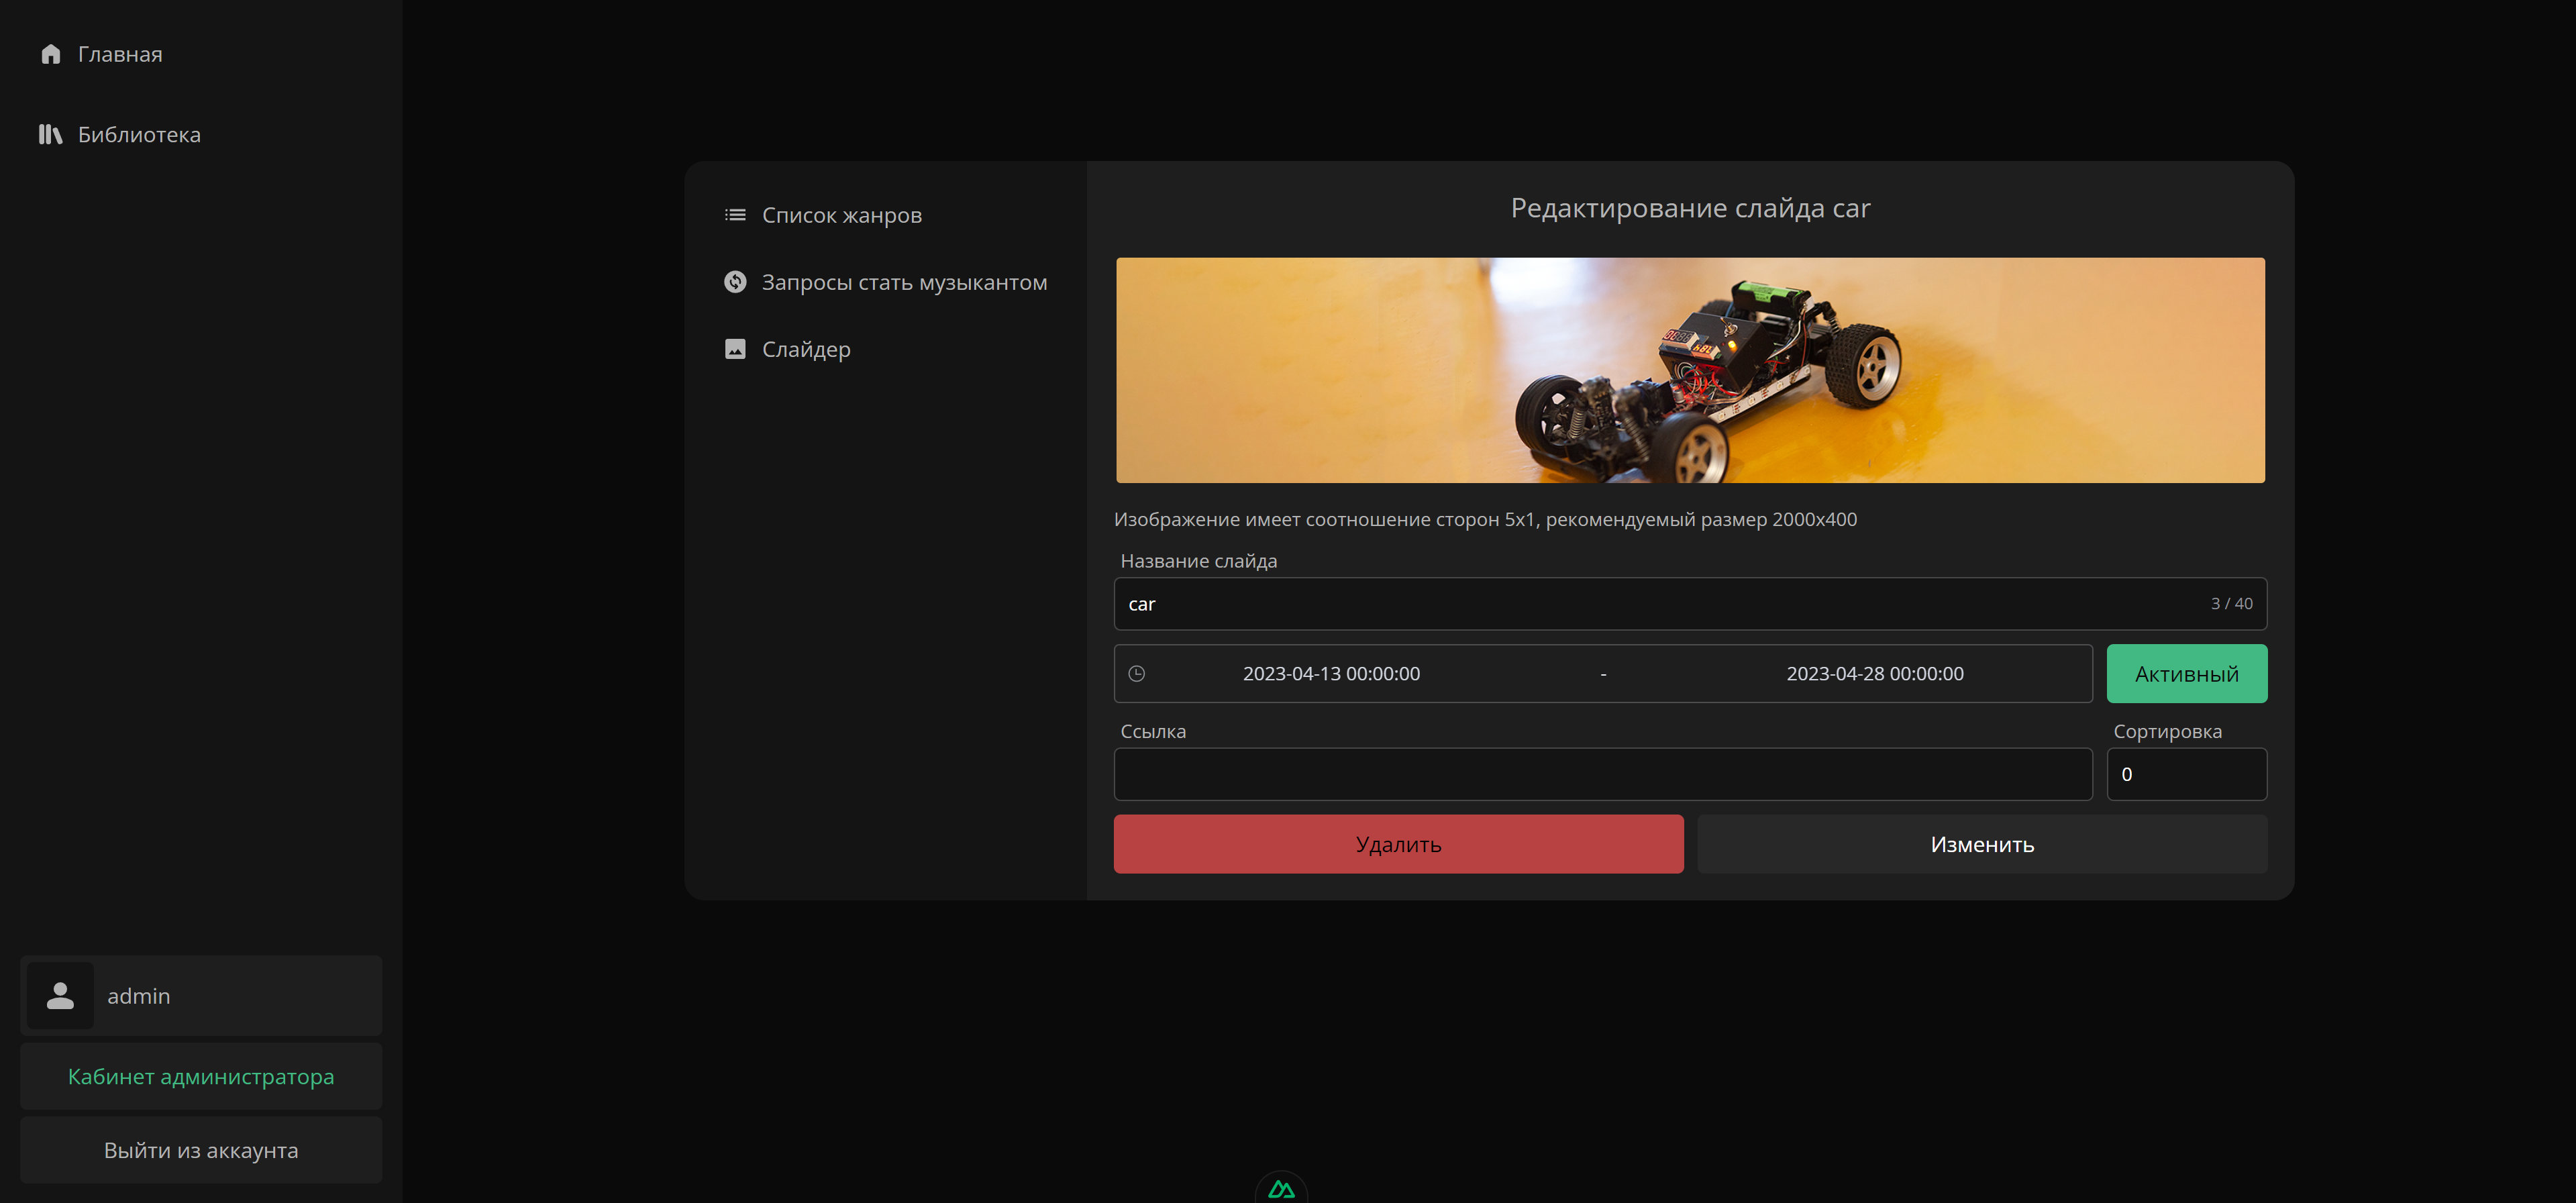 Главная
Библиотека
Список жанров
Запросы стать музыкантом
Слайдер
Редактирование слайда car
Изображение имеет соотношение сторон 5x1, рекомендуемый размер 2000x400
Название слайда
car 3 / 40
2023-04-13 00:00:00 - 2023-04-28 00:00:00 Активный
Ссылка Сортировка
0
Удалить Изменить
admin
Кабинет администратора
Выйти из аккаунта